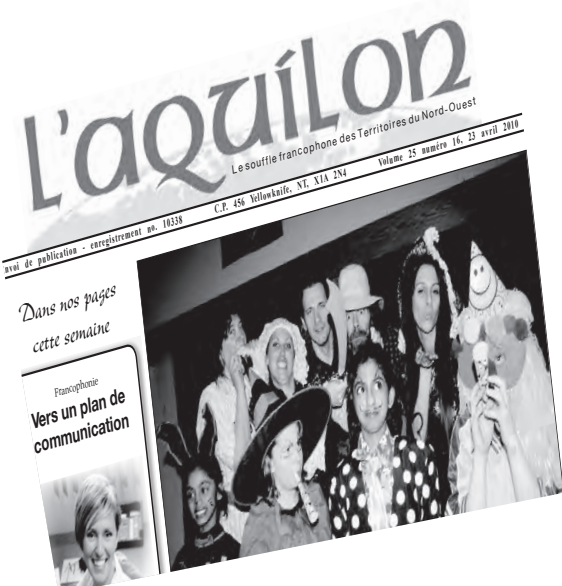 L'aquilon
Le souffle francophone des Territoires du Nord-Ouest
nvoi de publication - enregistrement no. 10338 C.P. 456 Yellowknife, NT, X1A 2N4 Volume 25 numéro 16, 23 avril 2010
Dans nos pages
cette semaine
Francophonie
Vers un plan de
communication